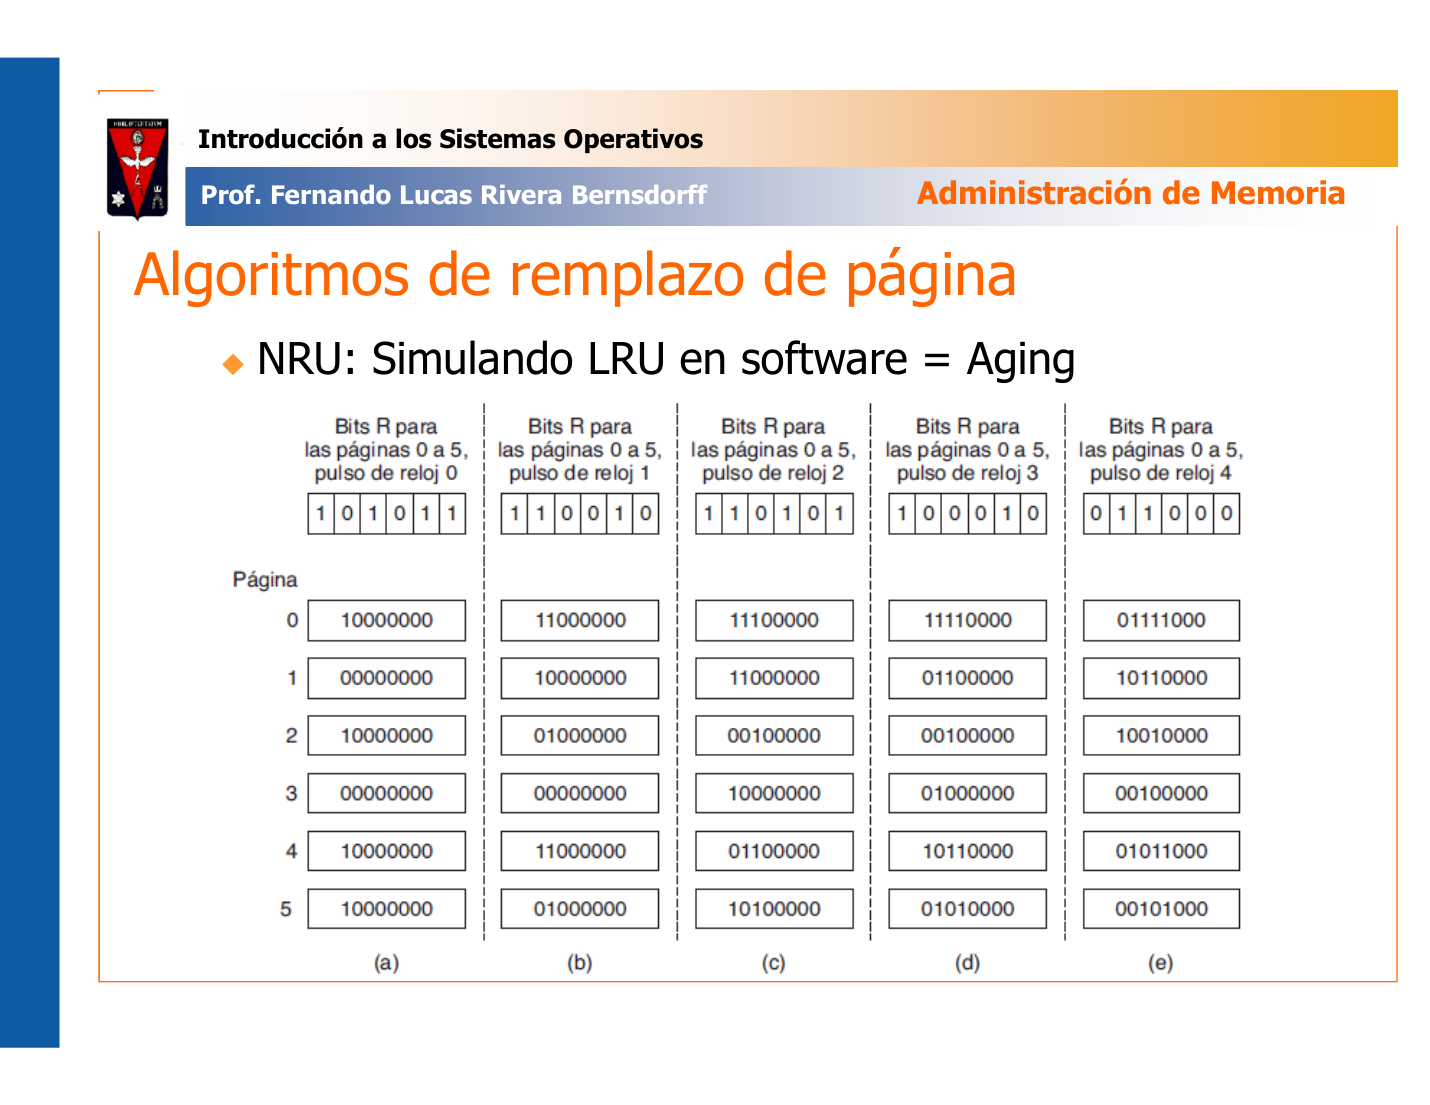 Introducción a los Sistemas Operativos
Prof. Fernando Lucas Rivera Bernsdorff
Administración de Memoria
Algoritmos de remplazo de página
NRU: Simulando LRU en software = Aging
Bits R para las páginas 0 a 5, pulso de reloj 0
Bits R para las páginas 0 a 5, pulso de reloj 1
Bits R para las páginas 0 a 5, pulso de reloj 2
Bits R para las páginas 0 a 5, pulso de reloj 3
Bits R para las páginas 0 a 5, pulso de reloj 4
1 0 1 0 1 1
1 1 0 0 1 0
1 1 0 1 0 1
1 0 0 0 1 0
0 1 1 0 0 0
Página
0 10000000 11000000 11100000 11110000 01111000
1 00000000 10000000 11000000 01100000 10110000
2 10000000 01000000 00100000 00100000 10010000
3 00000000 00000000 10000000 01000000 00100000
4 10000000 11000000 01100000 10110000 01011000
5 10000000 01000000 10100000 01010000 00101000
(a) (b) (c) (d) (e)